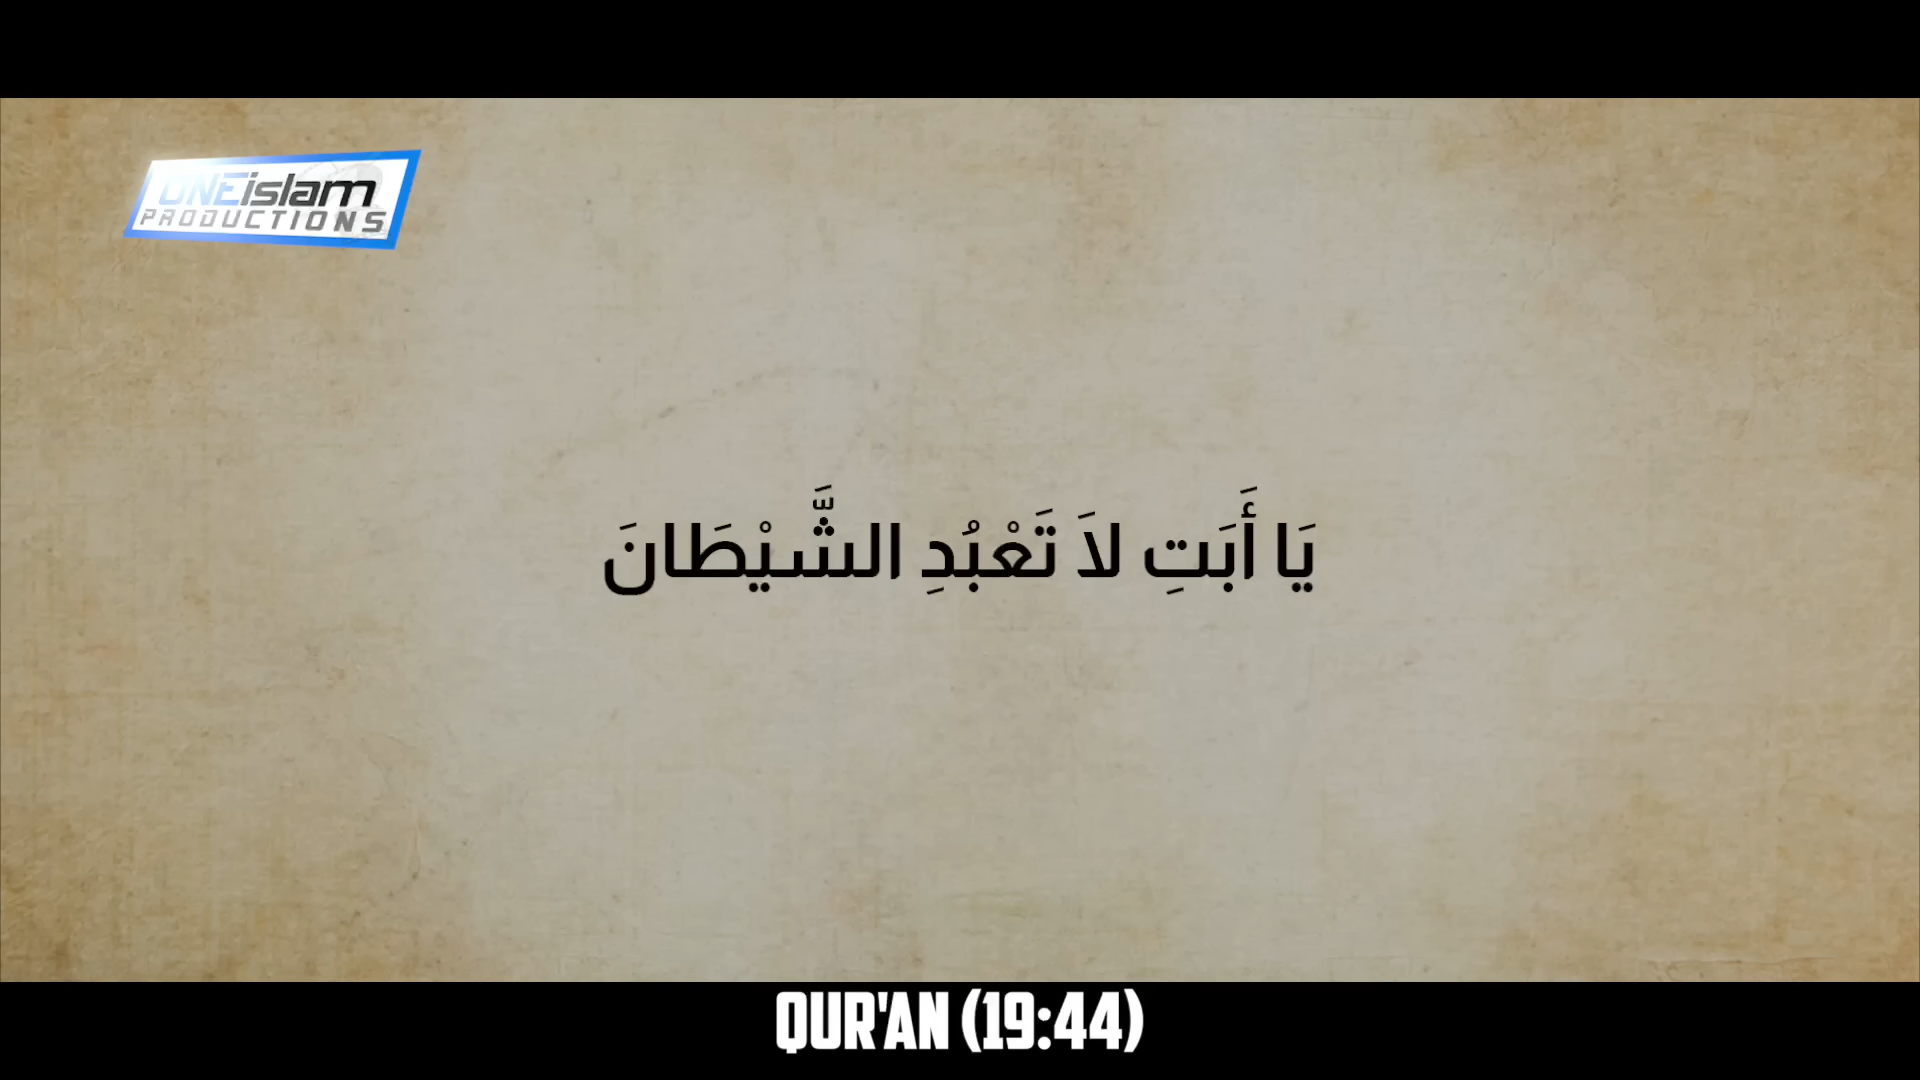 ONEislam
PRODUCTIONS
يَا أَبَتِ لاَ تَعْبُدِ الشَّيْطَانَ
QUR'AN (19:44)